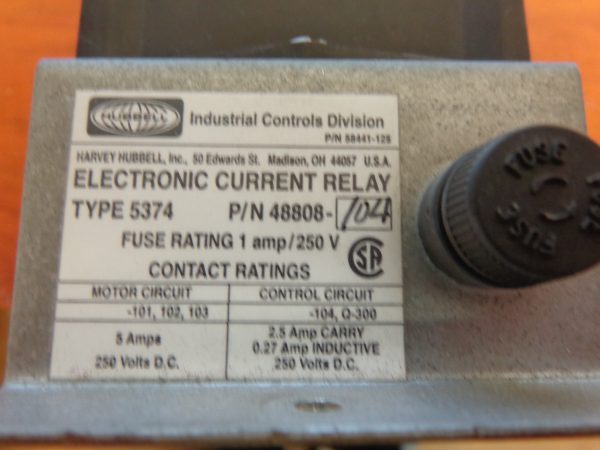 HUBBELL
Industrial Controls Division
P/N 58441-125
HARVEY HUBBELL, Inc., 50 Edwards St. Madison, OH 44057 U.S.A.
ELECTRONIC CURRENT RELAY
TYPE 5374 P/N 48808-104
FUSE RATING 1 amp/250 V
CONTACT RATINGS
MOTOR CIRCUIT CONTROL CIRCUIT
-101, 102, 103 -104, Q-300
5 Amps 2.5 Amp CARRY
0.27 Amp INDUCTIVE
250 Volts D.C. 250 Volts D.C.
FUSE
FUSE